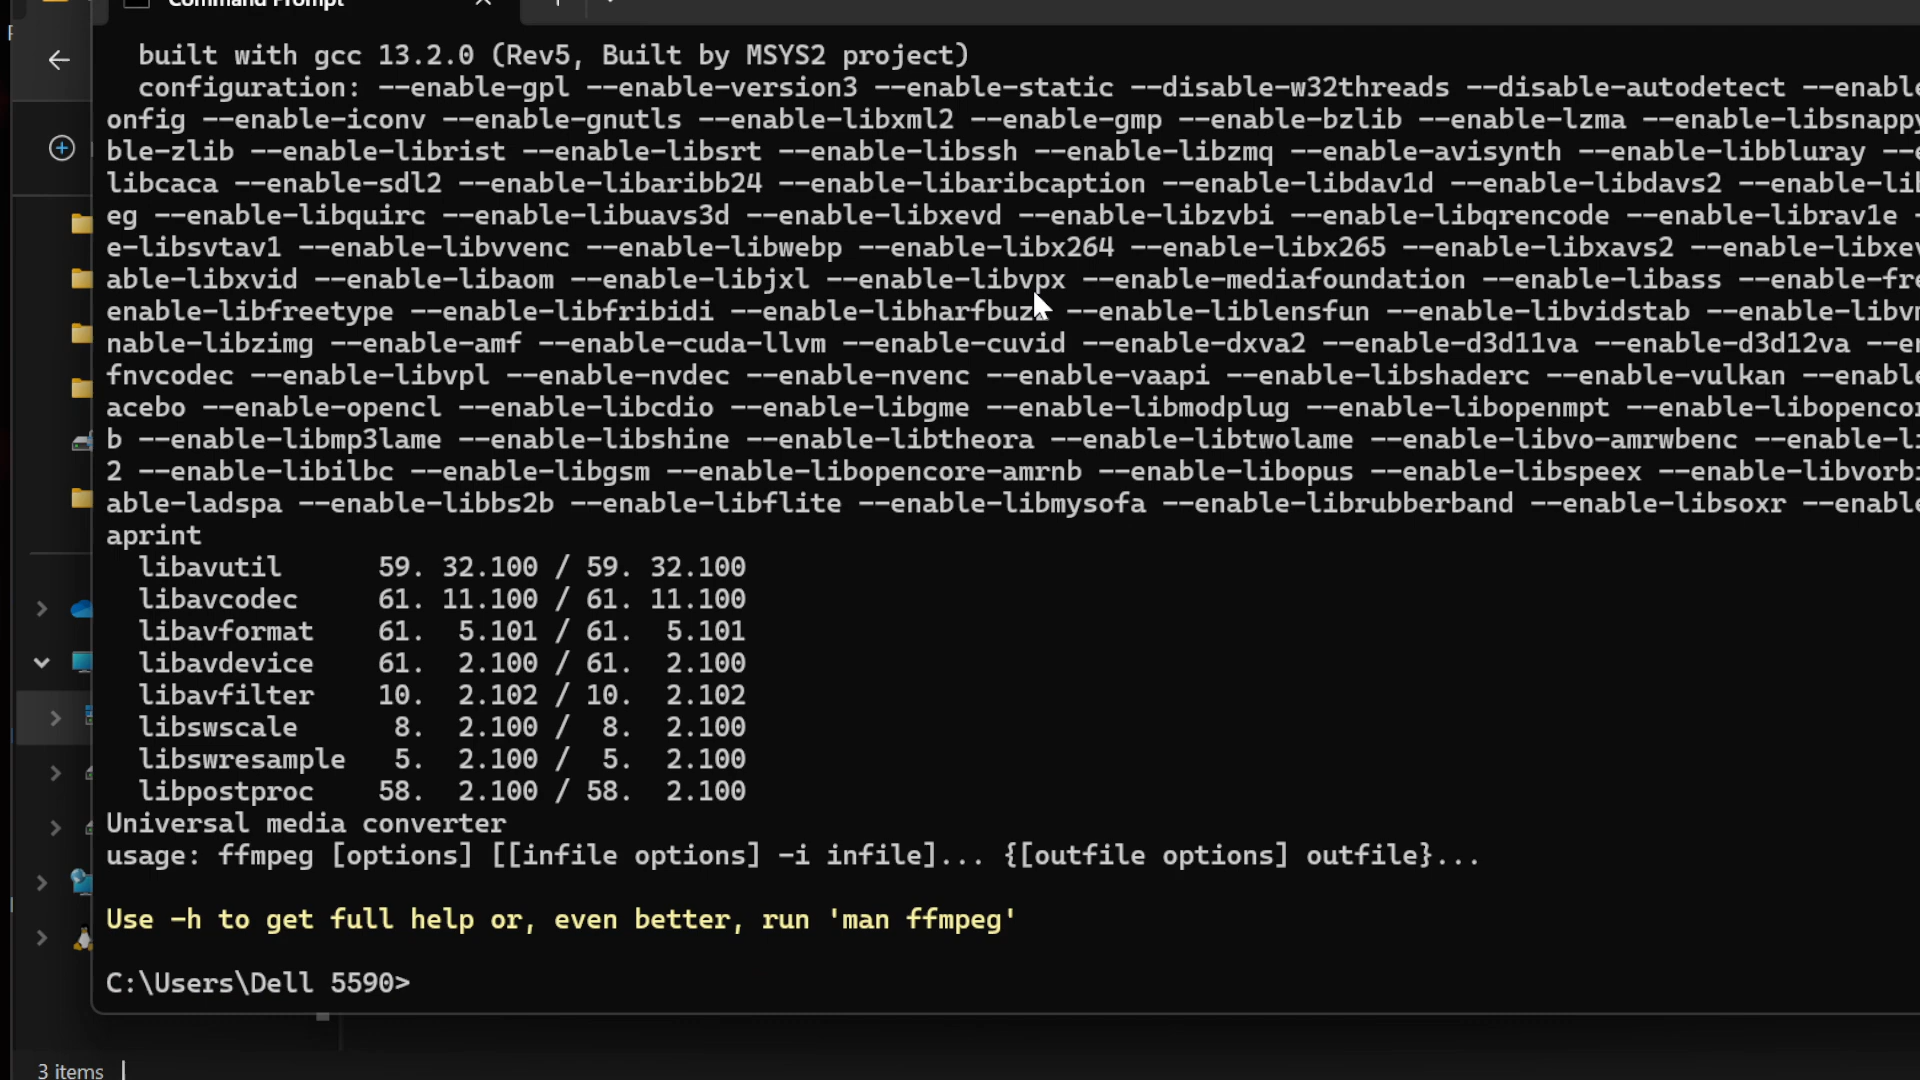 Command Prompt
built with gcc 13.2.0 (Rev5, Built by MSYS2 project)
configuration: --enable-gpl --enable-version3 --enable-static --disable-w32threads --disable-autodetect --enable
onfig --enable-iconv --enable-gnutls --enable-libxml2 --enable-gmp --enable-bzlib --enable-lzma --enable-libsnappy
ble-zlib --enable-librist --enable-libsrt --enable-libssh --enable-libzmq --enable-avisynth --enable-libbluray --e
libcaca --enable-sdl2 --enable-libaribb24 --enable-libaribcaption --enable-libdav1d --enable-libdavs2 --enable-lib
eg --enable-libquirc --enable-libuavs3d --enable-libxevd --enable-libzvbi --enable-libqrencode --enable-librav1e -
e-libsvtav1 --enable-libvvenc --enable-libwebp --enable-libx264 --enable-libx265 --enable-libxavs2 --enable-libxev
able-libxvid --enable-libaom --enable-libjxl --enable-libvpx --enable-mediafoundation --enable-libass --enable-fre
enable-libfreetype --enable-libfribidi --enable-libharfbuz --enable-liblensfun --enable-libvidstab --enable-libvm
nable-libzimg --enable-amf --enable-cuda-llvm --enable-cuvid --enable-dxva2 --enable-d3d11va --enable-d3d12va --en
fnvcodec --enable-libvpl --enable-nvdec --enable-nvenc --enable-vaapi --enable-libshaderc --enable-vulkan --enable
acebo --enable-opencl --enable-libcdio --enable-libgme --enable-libmodplug --enable-libopenmpt --enable-libopencor
b --enable-libmp3lame --enable-libshine --enable-libtheora --enable-libtwolame --enable-libvo-amrwbenc --enable-li
2 --enable-libilbc --enable-libgsm --enable-libopencore-amrnb --enable-libopus --enable-libspeex --enable-libvorbi
able-ladspa --enable-libbs2b --enable-libflite --enable-libmysofa --enable-librubberband --enable-libsoxr --enable
aprint
libavutil 59. 32.100 / 59. 32.100
libavcodec 61. 11.100 / 61. 11.100
libavformat 61. 5.101 / 61. 5.101
libavdevice 61. 2.100 / 61. 2.100
libavfilter 10. 2.102 / 10. 2.102
libswscale 8. 2.100 / 8. 2.100
libswresample 5. 2.100 / 5. 2.100
libpostproc 58. 2.100 / 58. 2.100
Universal media converter
usage: ffmpeg [options] [[infile options] -i infile]... {[outfile options] outfile}...
Use -h to get full help or, even better, run 'man ffmpeg'
C:\Users\Dell 5590>
3 items